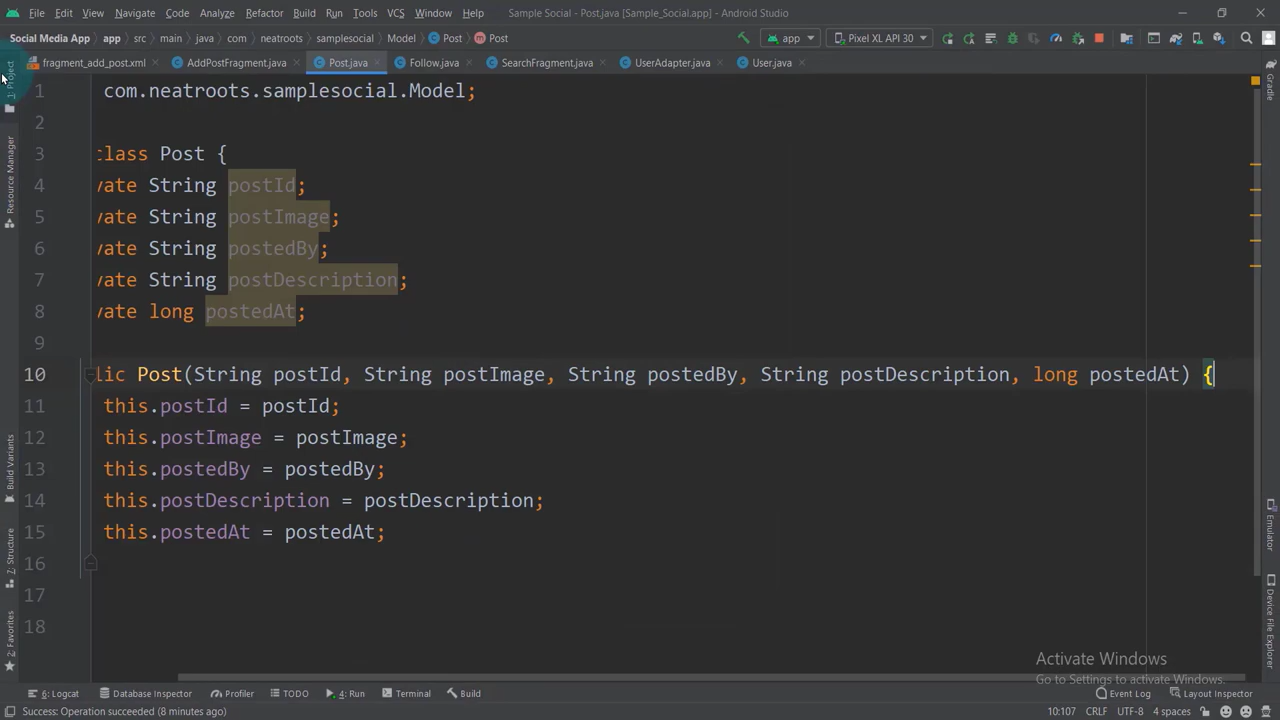 File Edit View Navigate Code Analyze Refactor Build Run Tools VCS Window Help Sample Social - Post.java [Sample_Social.app] - Android Studio
Social Media App app src main java com neatroots samplesocial Model Post Post app Pixel XL API 30
fragment_add_post.xml AddPostFragment.java Post.java Follow.java SearchFragment.java UserAdapter.java User.java
1: Project
Resource Manager
Build Variants
7: Structure
2: Favorites
1 com.neatroots.samplesocial.Model;
2
3 class Post {
4 vate String postId;
5 vate String postImage;
6 vate String postedBy;
7 vate String postDescription;
8 vate long postedAt;
9
10 lic Post(String postId, String postImage, String postedBy, String postDescription, long postedAt) {
11 this.postId = postId;
12 this.postImage = postImage;
13 this.postedBy = postedBy;
14 this.postDescription = postDescription;
15 this.postedAt = postedAt;
16
17
18
Gradle
Emulator
Device File Explorer
Activate Windows
Go to Settings to activate Windows.
6: Logcat Database Inspector Profiler TODO 4: Run Terminal Build Event Log Layout Inspector
Success: Operation succeeded (8 minutes ago) 10:107 CRLF UTF-8 4 spaces